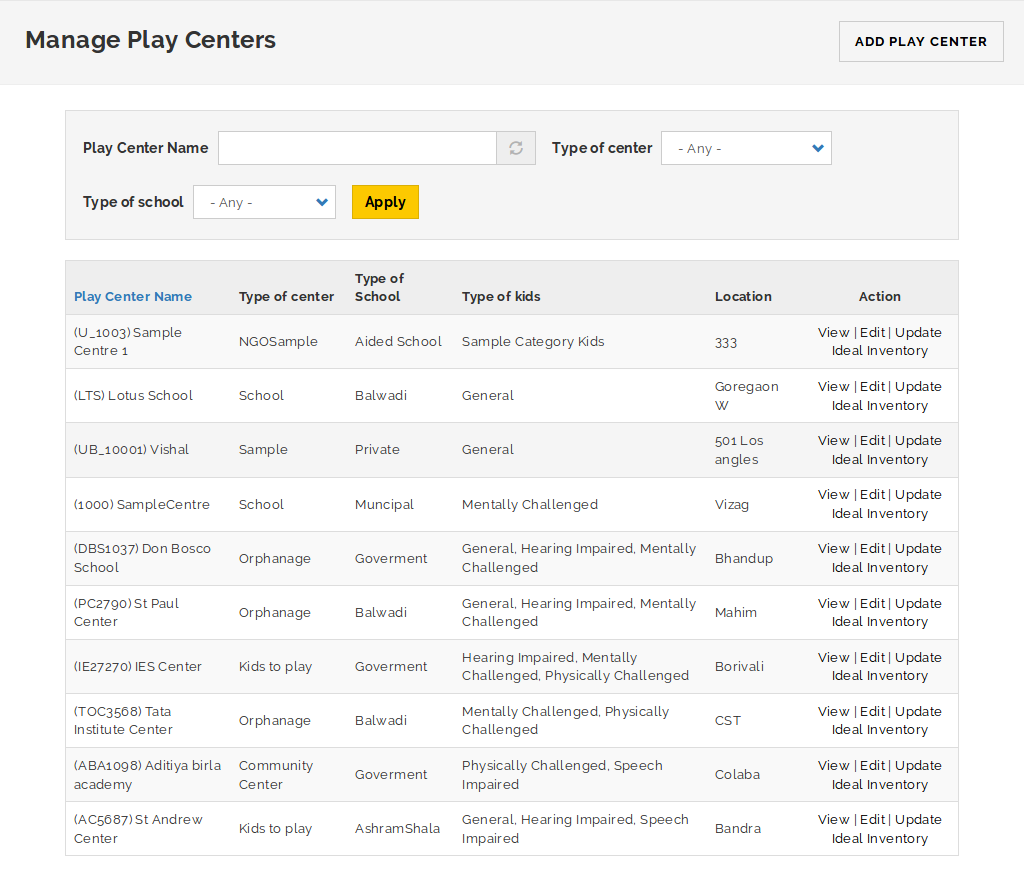 Manage Play Centers
ADD PLAY CENTER
Play Center Name
Type of center
- Any -
Type of school
- Any -
Apply
Play Center Name
Type of center
Type of
School
Type of kids
Location
Action
(U_1003) Sample
Centre 1
NGOSample
Aided School
Sample Category Kids
333
View | Edit | Update
Ideal Inventory
(LTS) Lotus School
School
Balwadi
General
Goregaon
W
View | Edit | Update
Ideal Inventory
(UB_10001) Vishal
Sample
Private
General
501 Los
angles
View | Edit | Update
Ideal Inventory
(1000) SampleCentre
School
Muncipal
Mentally Challenged
Vizag
View | Edit | Update
Ideal Inventory
(DBS1037) Don Bosco
School
Orphanage
Goverment
General, Hearing Impaired, Mentally
Challenged
Bhandup
View | Edit | Update
Ideal Inventory
(PC2790) St Paul
Center
Orphanage
Balwadi
General, Hearing Impaired, Mentally
Challenged
Mahim
View | Edit | Update
Ideal Inventory
(IE27270) IES Center
Kids to play
Goverment
Hearing Impaired, Mentally
Challenged, Physically Challenged
Borivali
View | Edit | Update
Ideal Inventory
(TOC3568) Tata
Institute Center
Orphanage
Balwadi
Mentally Challenged, Physically
Challenged
CST
View | Edit | Update
Ideal Inventory
(ABA1098) Aditiya birla
academy
Community
Center
Goverment
Physically Challenged, Speech
Impaired
Colaba
View | Edit | Update
Ideal Inventory
(AC5687) St Andrew
Center
Kids to play
AshramShala
General, Hearing Impaired, Speech
Impaired
Bandra
View | Edit | Update
Ideal Inventory